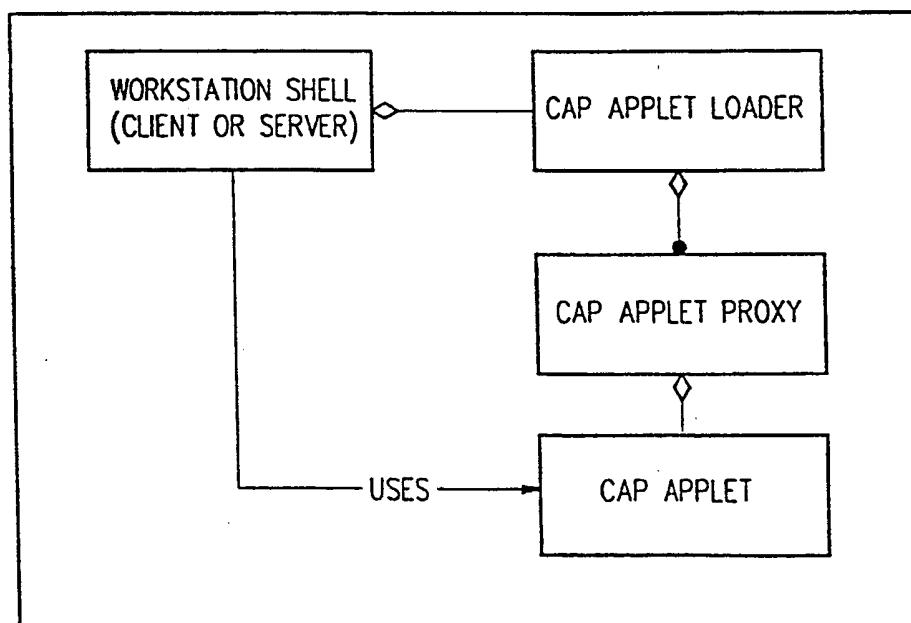 WORKSTATION SHELL
(CLIENT OR SERVER)
CAP APPLET LOADER
CAP APPLET PROXY
USES
CAP APPLET